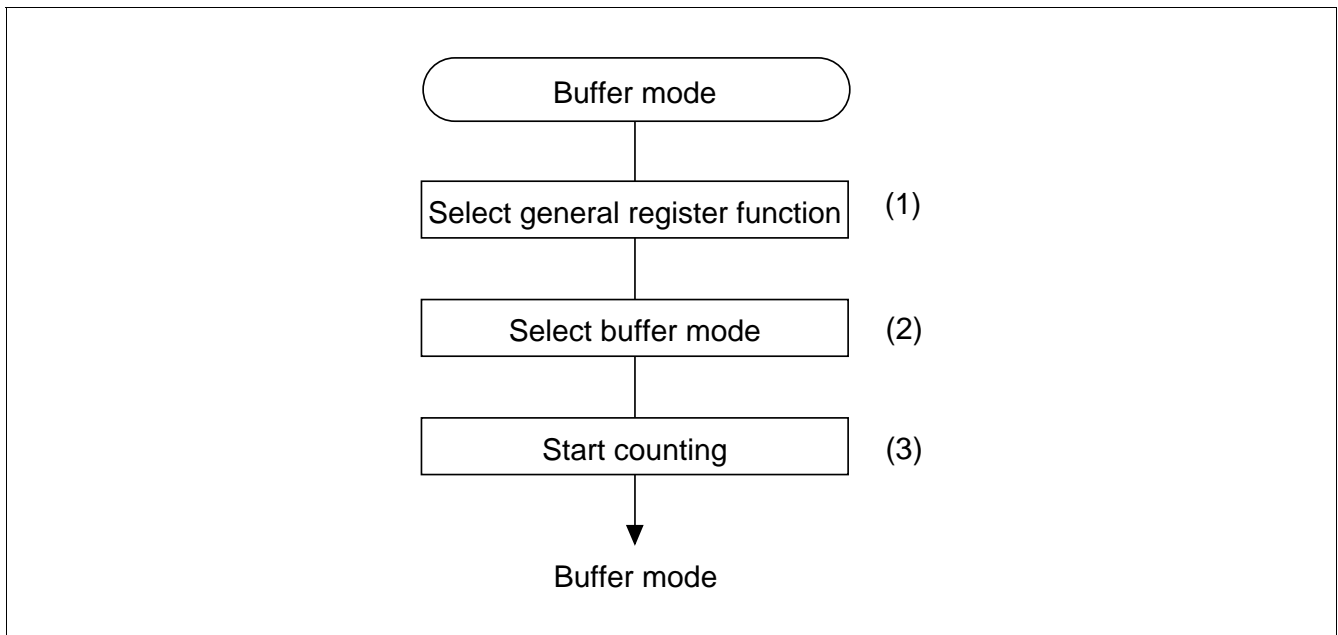 Buffer mode
Select general register function (1)
Select buffer mode (2)
Start counting (3)
Buffer mode